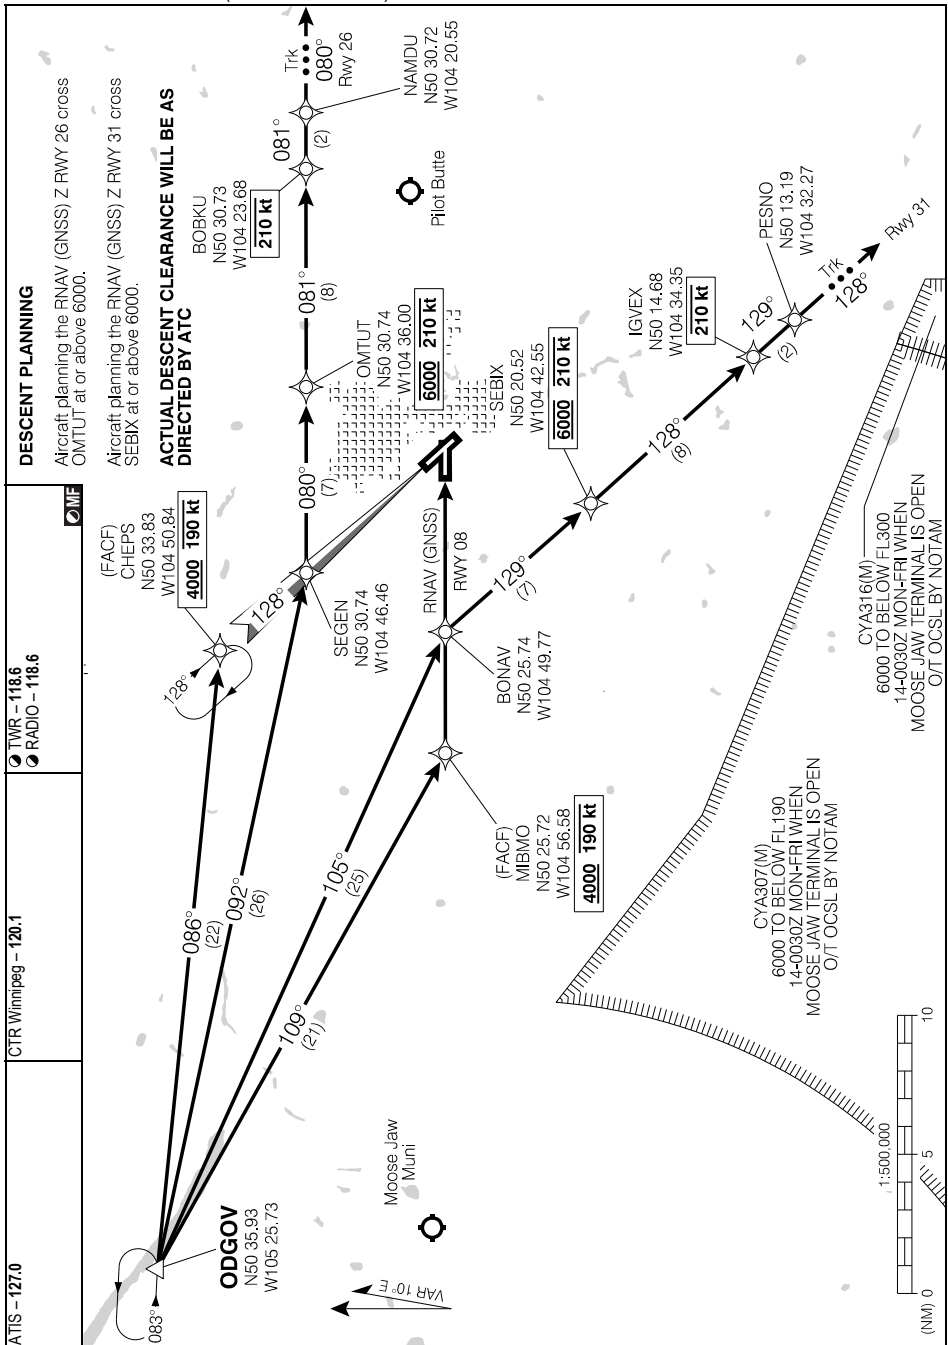 ATIS – 127.0
CTR Winnipeg – 120.1
TWR – 118.6
RADIO – 118.6
MF
DESCENT PLANNING
Aircraft planning the RNAV (GNSS) Z RWY 26 cross
OMTUT at or above 6000.
Aircraft planning the RNAV (GNSS) Z RWY 31 cross
SEBIX at or above 6000.
ACTUAL DESCENT CLEARANCE WILL BE AS
DIRECTED BY ATC
083°
ODGOV
N50 35.93
W105 25.73
086°
(22)
092°
(26)
105°
(25)
109°
(21)
(FACF)
CHEPS
N50 33.83
W104 50.84
4000 190 kt
128°
128°
SEGEN
N50 30.74
W104 46.46
080°
(7)
OMTUT
N50 30.74
W104 36.00
6000 210 kt
081°
(8)
BOBKU
N50 30.73
W104 23.68
210 kt
081°
(2)
NAMDU
N50 30.72
W104 20.55
Trk
080°
Rwy 26
Pilot Butte
(FACF)
MIBMO
N50 25.72
W104 56.58
4000 190 kt
BONAV
N50 25.74
W104 49.77
RNAV (GNSS)
RWY 08
129°
(7)
SEBIX
N50 20.52
W104 42.55
6000 210 kt
128°
(8)
IGVEX
N50 14.68
W104 34.35
210 kt
129°
(2)
PESNO
N50 13.19
W104 32.27
Trk
128°
Rwy 31
Moose Jaw
Muni
VAR 10° E
CYA307(M)
6000 TO BELOW FL190
14-0030Z MON-FRI WHEN
MOOSE JAW TERMINAL IS OPEN
O/T OCSL BY NOTAM
CYA316(M)
6000 TO BELOW FL300
14-0030Z MON-FRI WHEN
MOOSE JAW TERMINAL IS OPEN
O/T OCSL BY NOTAM
1:500,000
(NM) 0 5 10